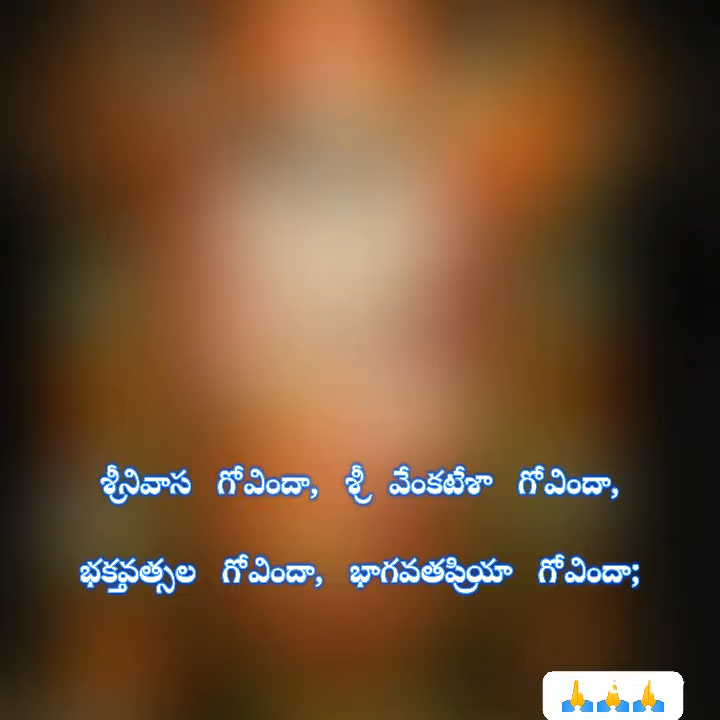 శ్రీనివాస గోవిందా, శ్రీ వేంకటేశా గోవిందా,
భక్తవత్సల గోవిందా, భాగవతప్రియా గోవిందా;
🙏🙏🙏